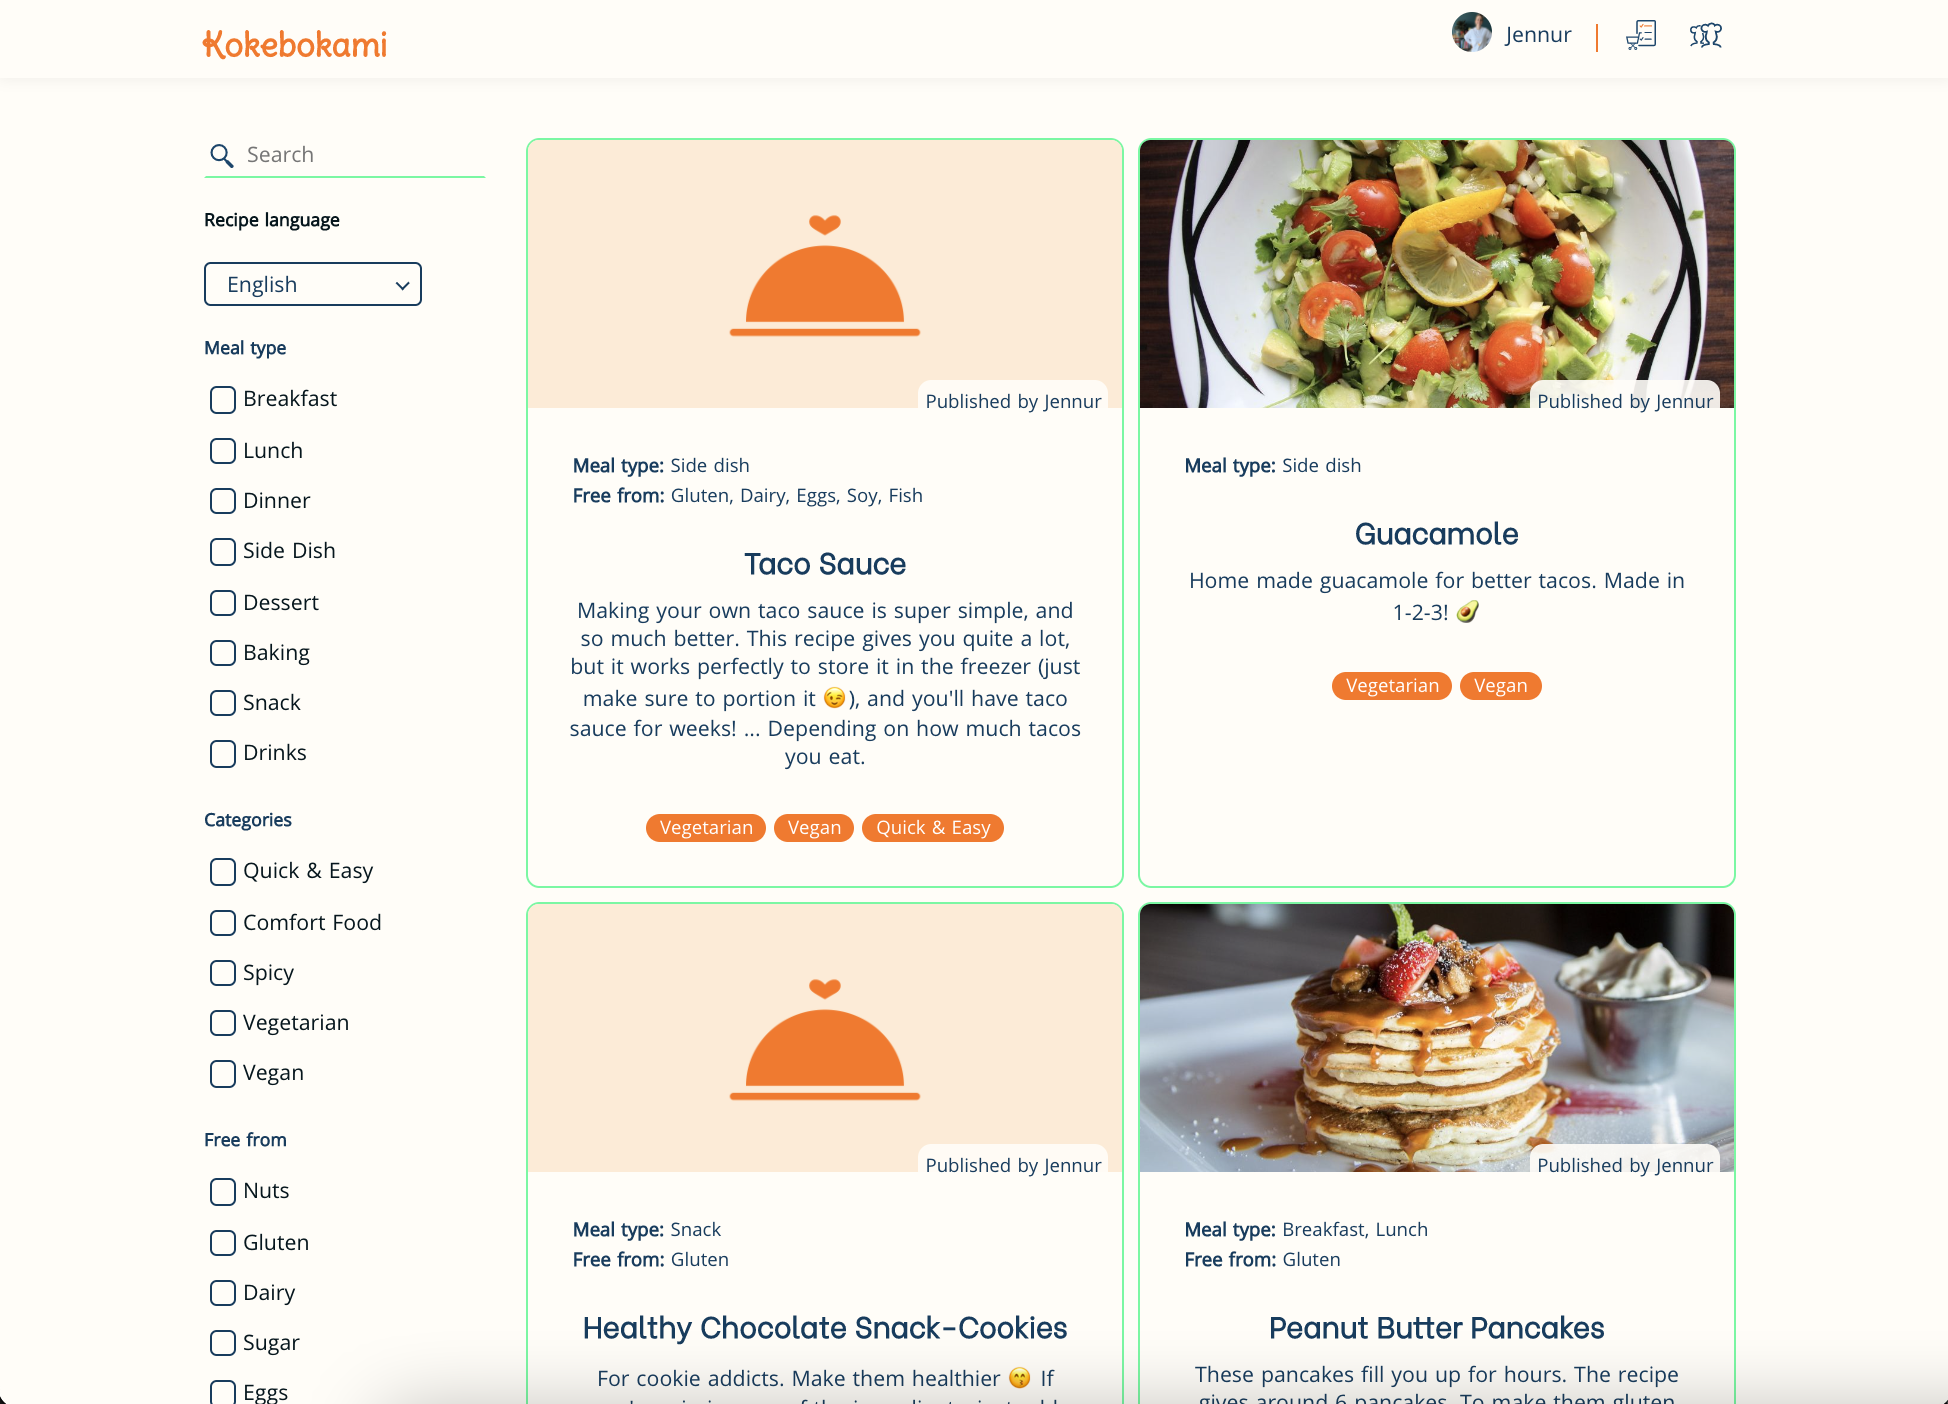 Kokebokami
Jennur
Search
Recipe language
English
Meal type
Breakfast
Lunch
Dinner
Side Dish
Dessert
Baking
Snack
Drinks
Categories
Quick & Easy
Comfort Food
Spicy
Vegetarian
Vegan
Free from
Nuts
Gluten
Dairy
Sugar
Eggs
Published by Jennur
Meal type: Side dish
Free from: Gluten, Dairy, Eggs, Soy, Fish
Taco Sauce
Making your own taco sauce is super simple, and
so much better. This recipe gives you quite a lot,
but it works perfectly to store it in the freezer (just
make sure to portion it 😉), and you'll have taco
sauce for weeks! ... Depending on how much tacos
you eat.
Vegetarian Vegan Quick & Easy
Published by Jennur
Meal type: Side dish
Guacamole
Home made guacamole for better tacos. Made in
1-2-3! 🥑
Vegetarian Vegan
Published by Jennur
Meal type: Snack
Free from: Gluten
Healthy Chocolate Snack-Cookies
For cookie addicts. Make them healthier 😙 If
Published by Jennur
Meal type: Breakfast, Lunch
Free from: Gluten
Peanut Butter Pancakes
These pancakes fill you up for hours. The recipe
gives around 6 pancakes. To make them gluten